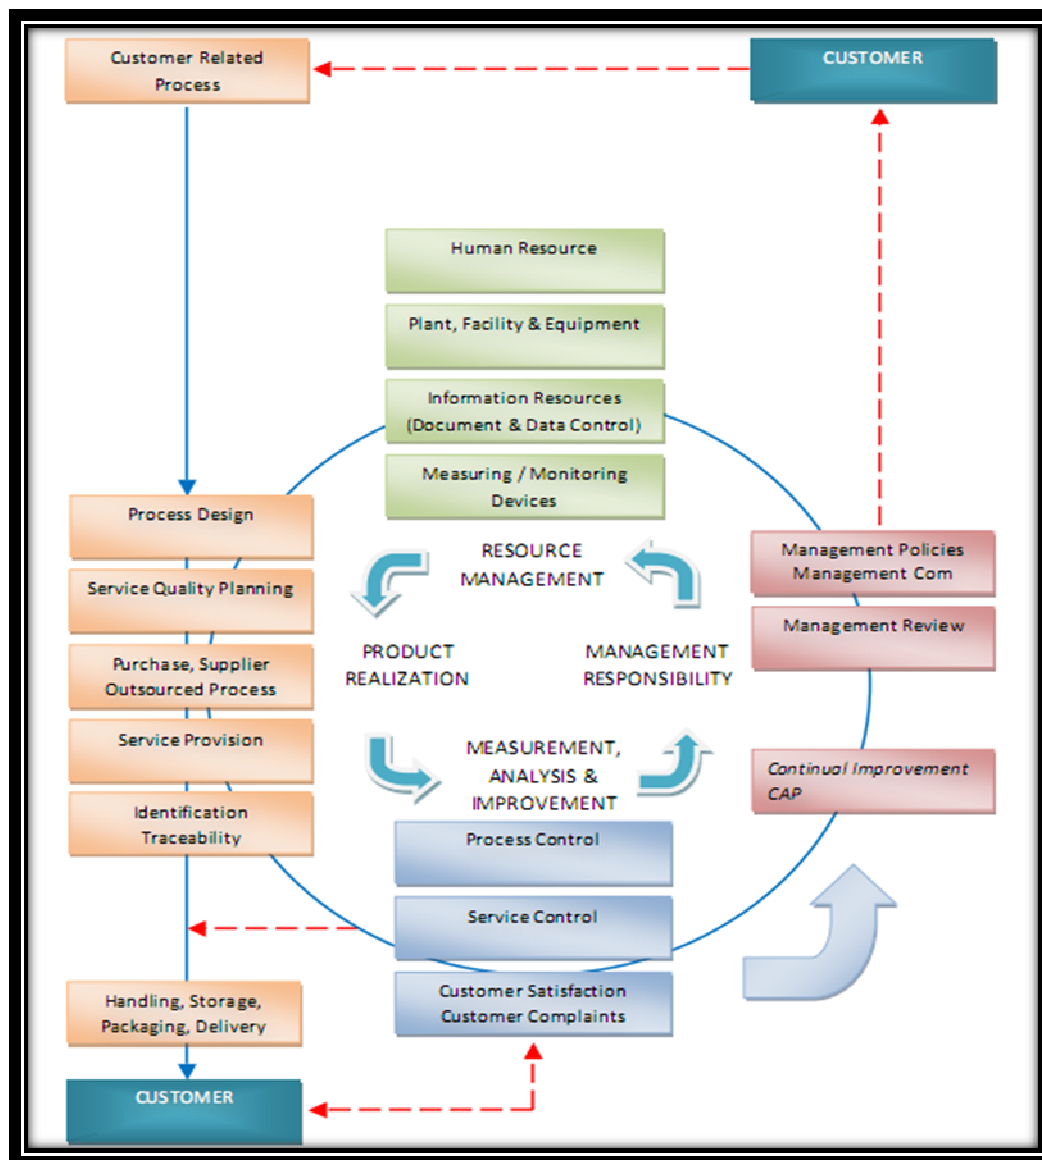 Customer Related
Process
CUSTOMER
Human Resource
Plant, Facility & Equipment
Information Resources
(Document & Data Control)
Measuring / Monitoring
Devices
Process Design
Service Quality Planning
Purchase, Supplier
Outsourced Process
Service Provision
Identification
Traceability
RESOURCE
MANAGEMENT
PRODUCT
REALIZATION
MANAGEMENT
RESPONSIBILITY
MEASUREMENT,
ANALYSIS &
IMPROVEMENT
Management Policies
Management Com
Management Review
Continual Improvement
CAP
Process Control
Service Control
Customer Satisfaction
Customer Complaints
Handling, Storage,
Packaging, Delivery
CUSTOMER